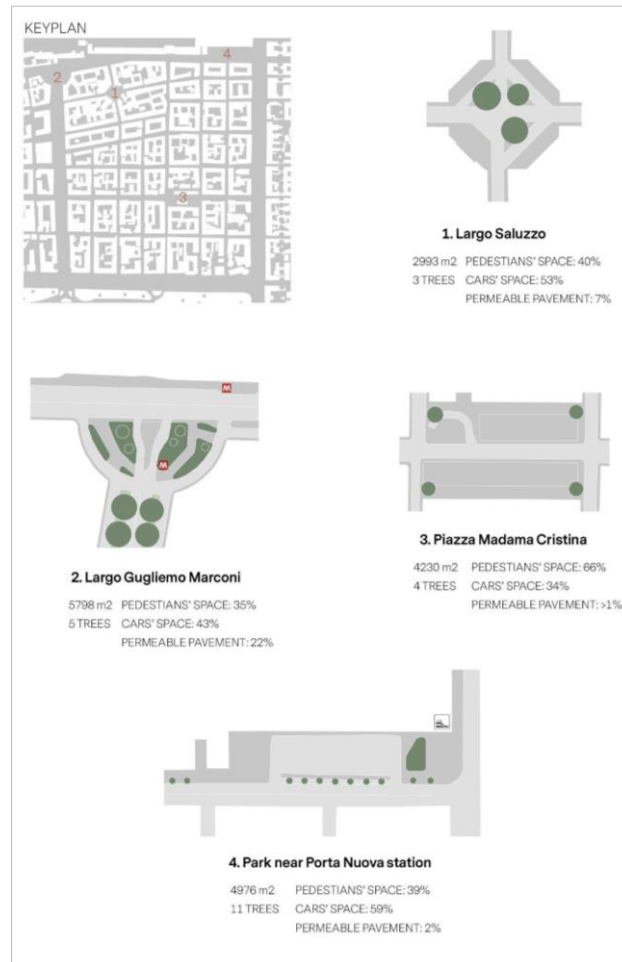 KEYPLAN
4
2
1
3
1. Largo Saluzzo
2993 m2 PEDESTIANS' SPACE: 40%
3 TREES CARS' SPACE: 53%
PERMEABLE PAVEMENT: 7%
M
M
2. Largo Gugliemo Marconi
5798 m2 PEDESTIANS' SPACE: 35%
5 TREES CARS' SPACE: 43%
PERMEABLE PAVEMENT: 22%
3. Piazza Madama Cristina
4230 m2 PEDESTIANS' SPACE: 66%
4 TREES CARS' SPACE: 34%
PERMEABLE PAVEMENT: >1%
4. Park near Porta Nuova station
4976 m2 PEDESTIANS' SPACE: 39%
11 TREES CARS' SPACE: 59%
PERMEABLE PAVEMENT: 2%